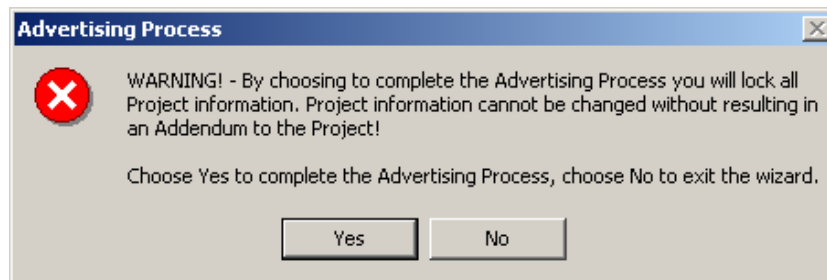 Advertising Process
WARNING! - By choosing to complete the Advertising Process you will lock all
Project information. Project information cannot be changed without resulting in
an Addendum to the Project!
Choose Yes to complete the Advertising Process, choose No to exit the wizard.
Yes
No